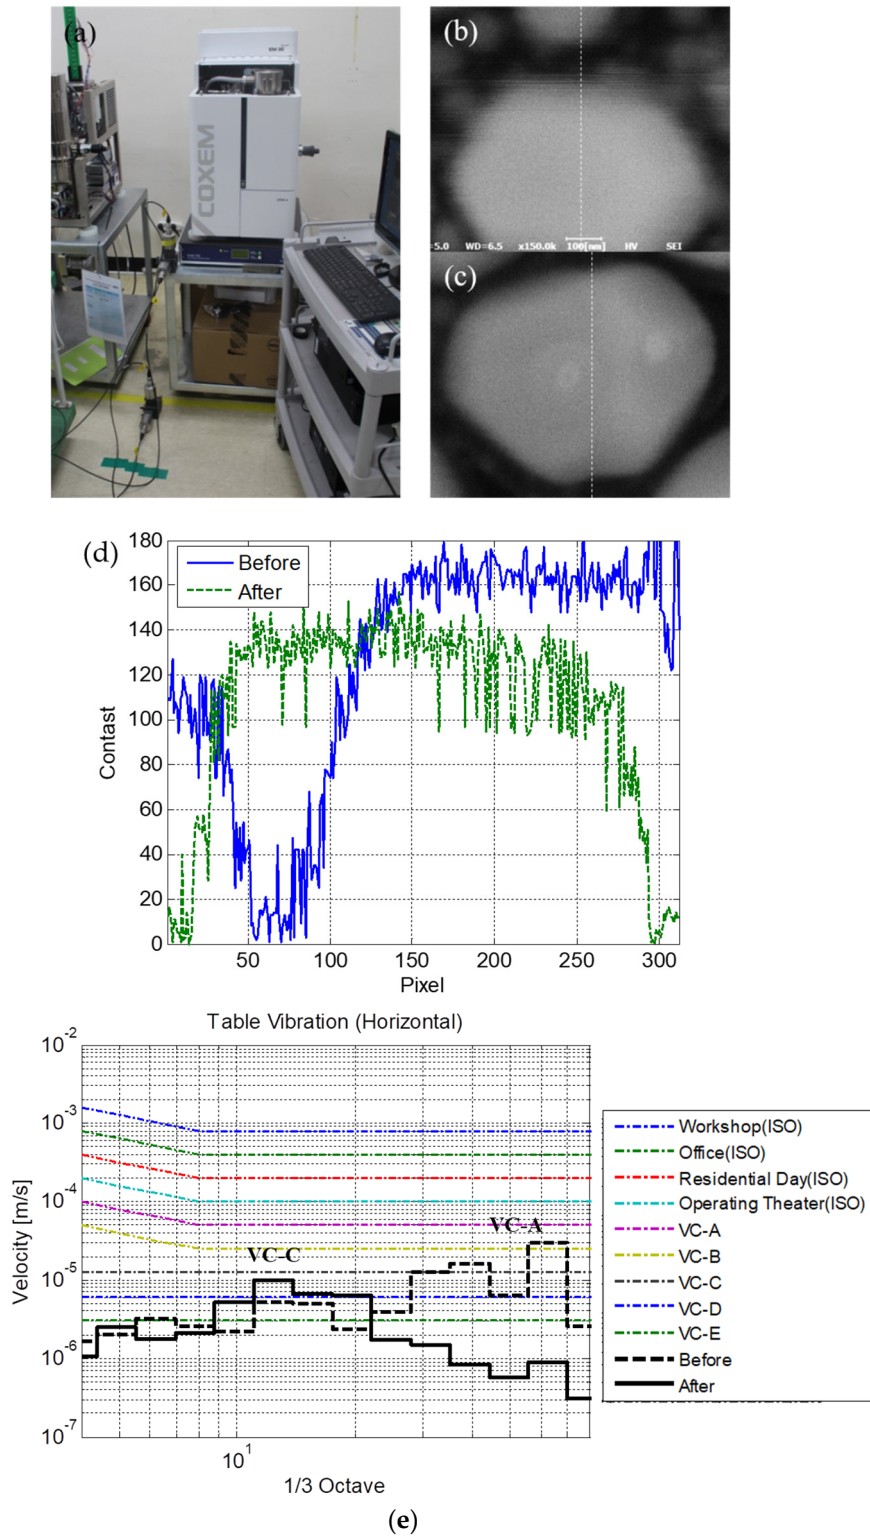 (a)
COXEM
(b)
=5.0 WD=6.5 x150.0k 100[nm] HV SEI
(c)
(d)
Before
After
180
160
140
120
100
80
60
40
20
0
Contast
50 100 150 200 250 300
Pixel
Table Vibration (Horizontal)
10-2
10-3
10-4
10-5
10-6
10-7
Velocity [m/s]
VC-C
VC-A
Workshop(ISO)
Office(ISO)
Residential Day(ISO)
Operating Theater(ISO)
VC-A
VC-B
VC-C
VC-D
VC-E
Before
After
101
1/3 Octave
(e)